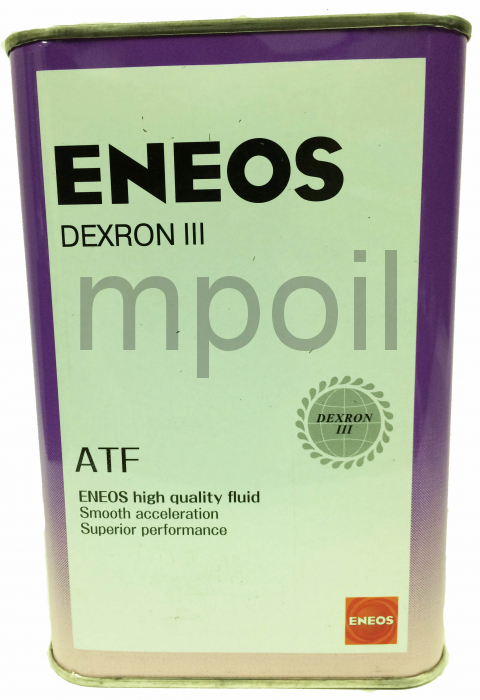 ENEOS
DEXRON III
mpoil
DEXRON
III
ATF
ENEOS high quality fluid
Smooth acceleration
Superior performance
ENEOS